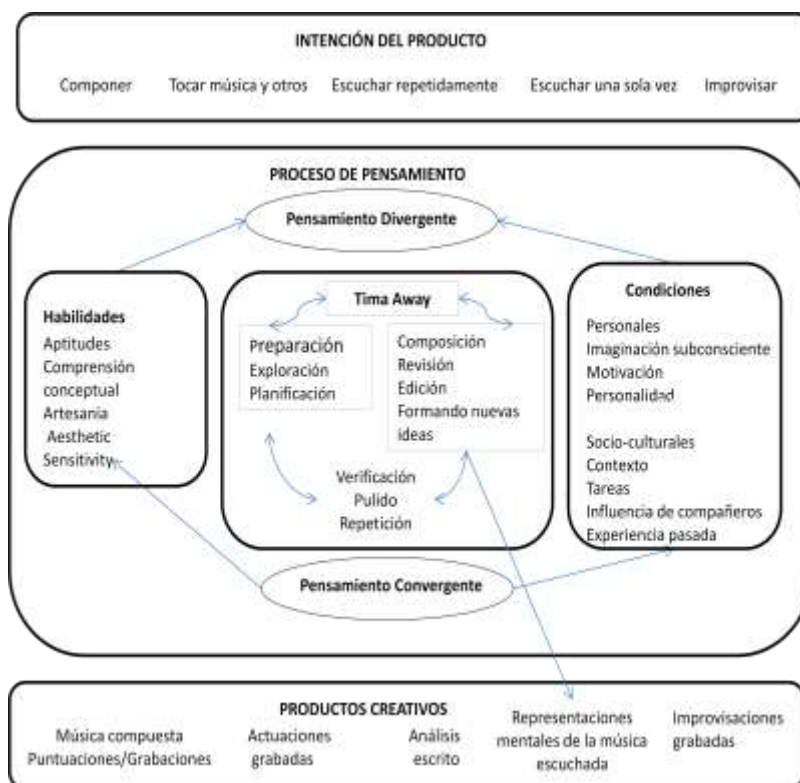 INTENCIÓN DEL PRODUCTO
Componer Tocar música y otros Escuchar repetidamente Escuchar una sola vez Improvisar
PROCESO DE PENSAMIENTO
Pensamiento Divergente
Habilidades
Aptitudes
Comprensión
conceptual
Artesania
Aesthetic
Sensitivity
Tima Away
Preparación
Exploración
Planificación
Composición
Revisión
Edición
Formando nuevas
ideas
Verificación
Pulido
Repetición
Condiciones
Personales
Imaginación subconsciente
Motivación
Personalidad
Socio-culturales
Contexto
Tareas
Influencia de compañeros
Experiencia pasada
Pensamiento Convergente
PRODUCTOS CREATIVOS
Música compuesta
Puntuaciones/Grabaciones
Actuaciones
grabadas
Análisis
escrito
Representaciones
mentales de la música
escuchada
Improvisaciones
grabadas